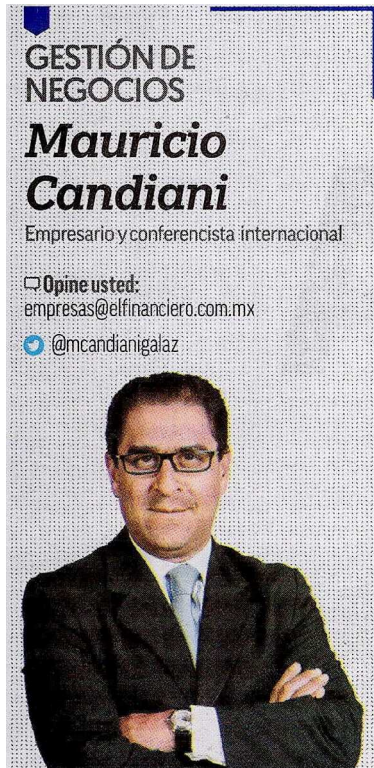 GESTIÓN DE
NEGOCIOS
Mauricio
Candiani
Empresario y conferencista internacional
Opine usted:
empresas@elfinanciero.com.mx
@mcandianigalaz